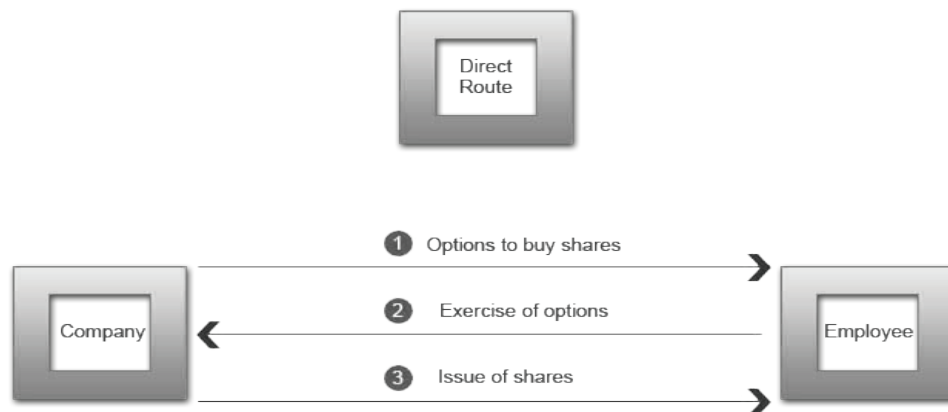 Direct
Route
1 Options to buy shares
Company
2 Exercise of options
Employee
3 Issue of shares